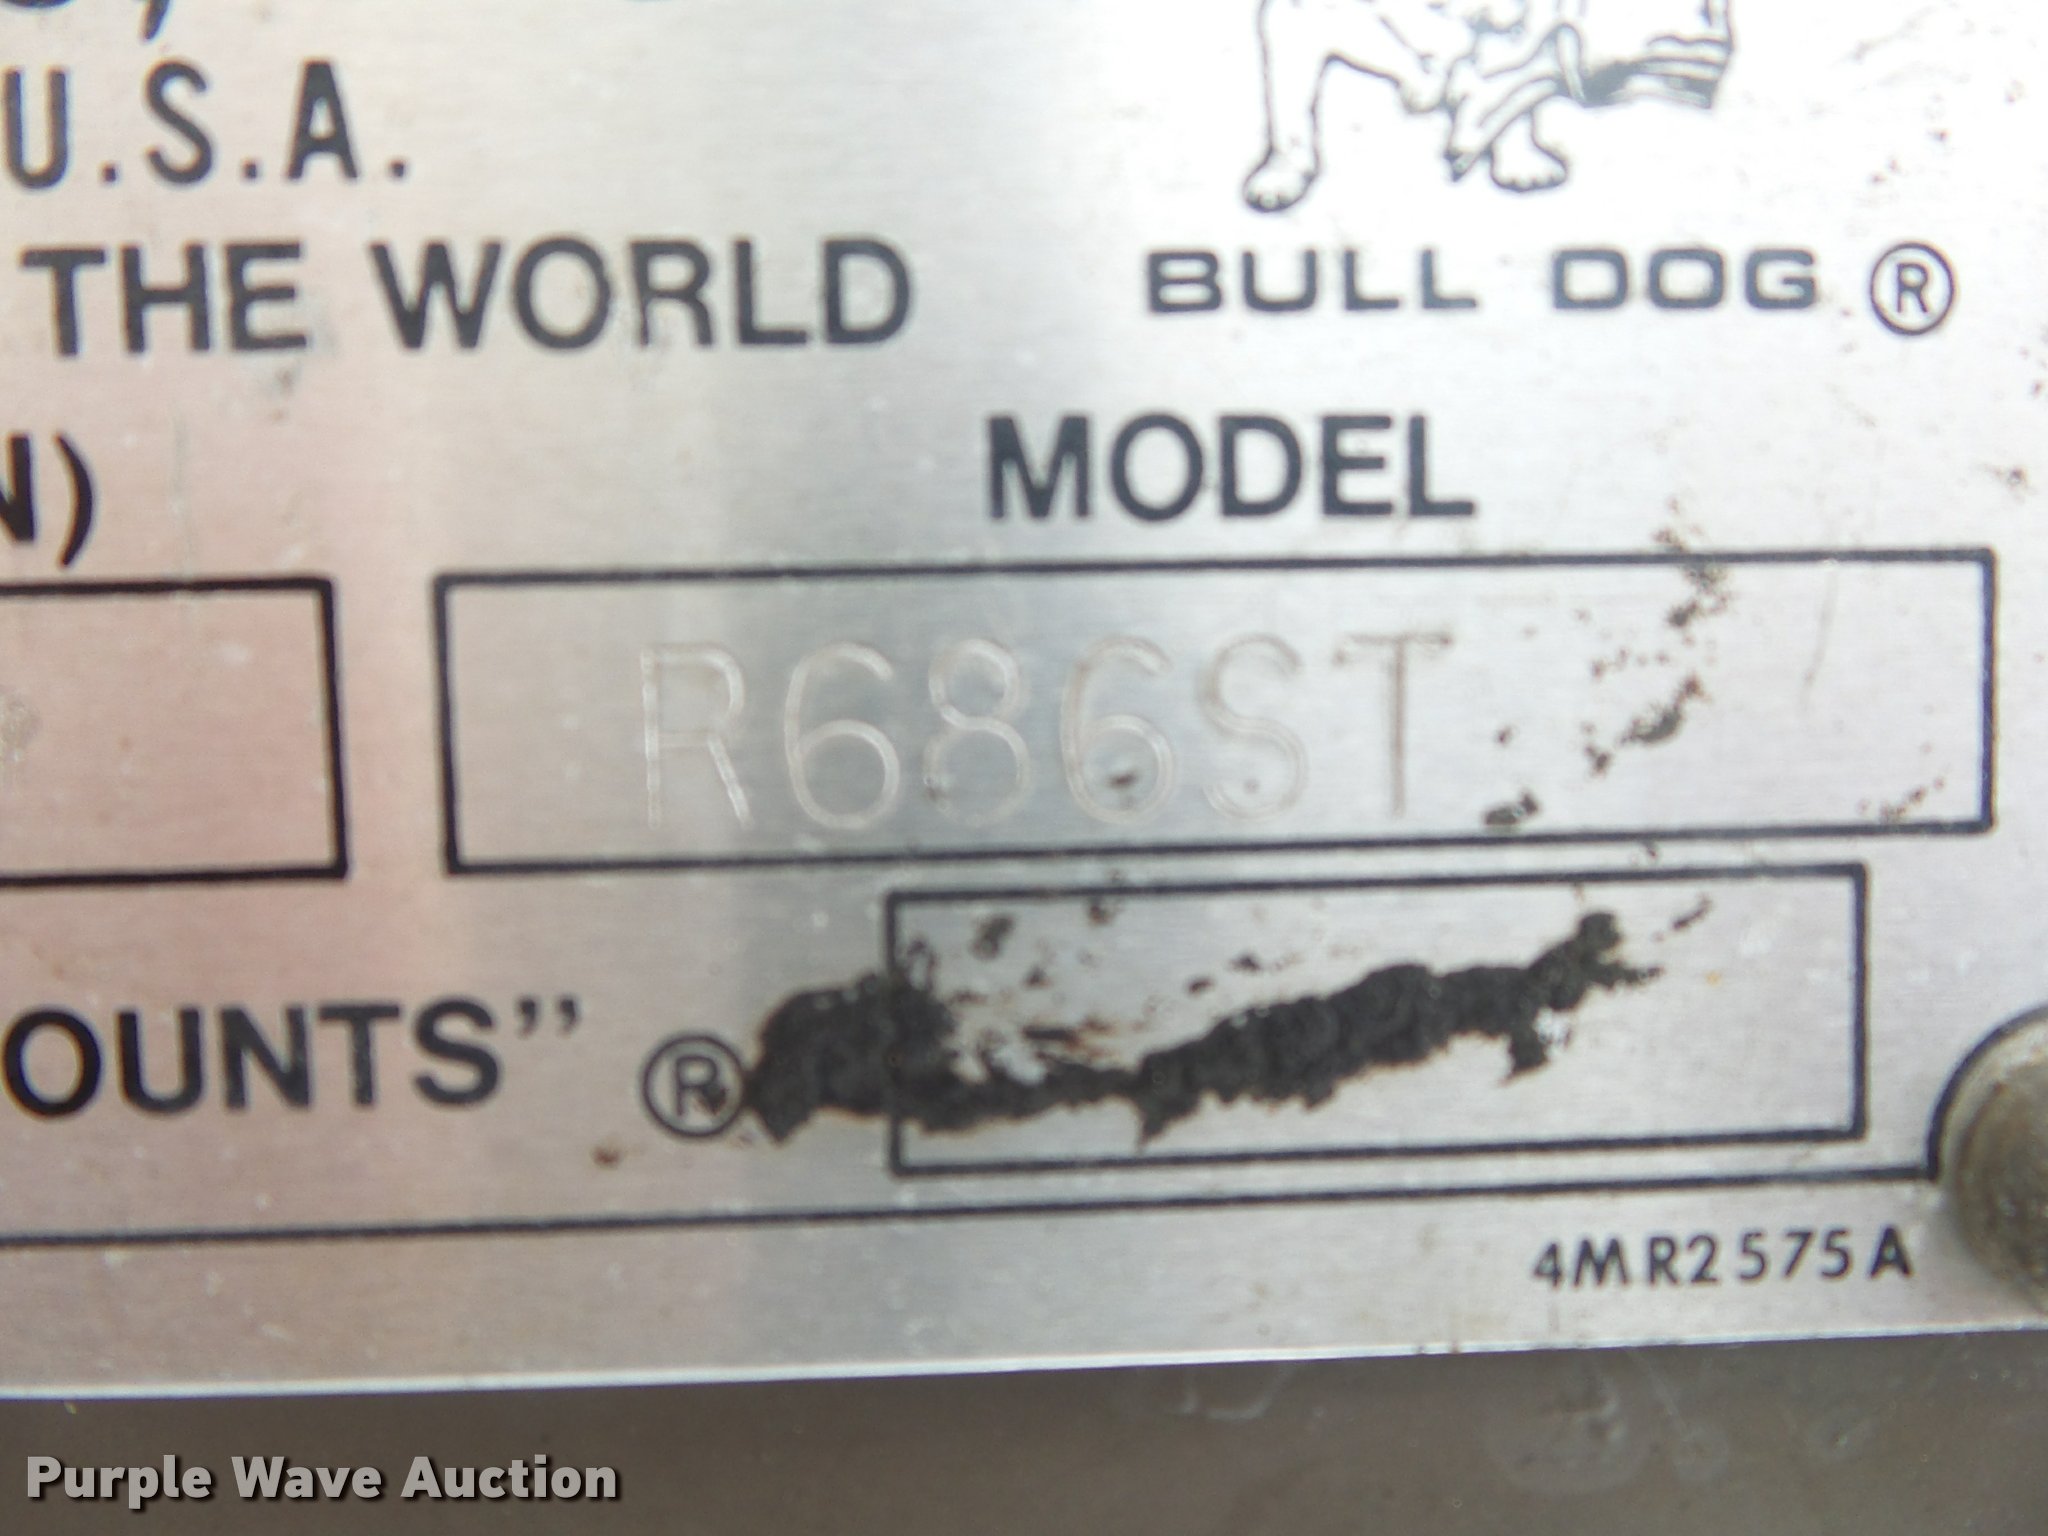 U.S.A.
THE WORLD
BULL DOG ®
N)
MODEL
R686ST
OUNTS" ®
4MR2575A
Purple Wave Auction